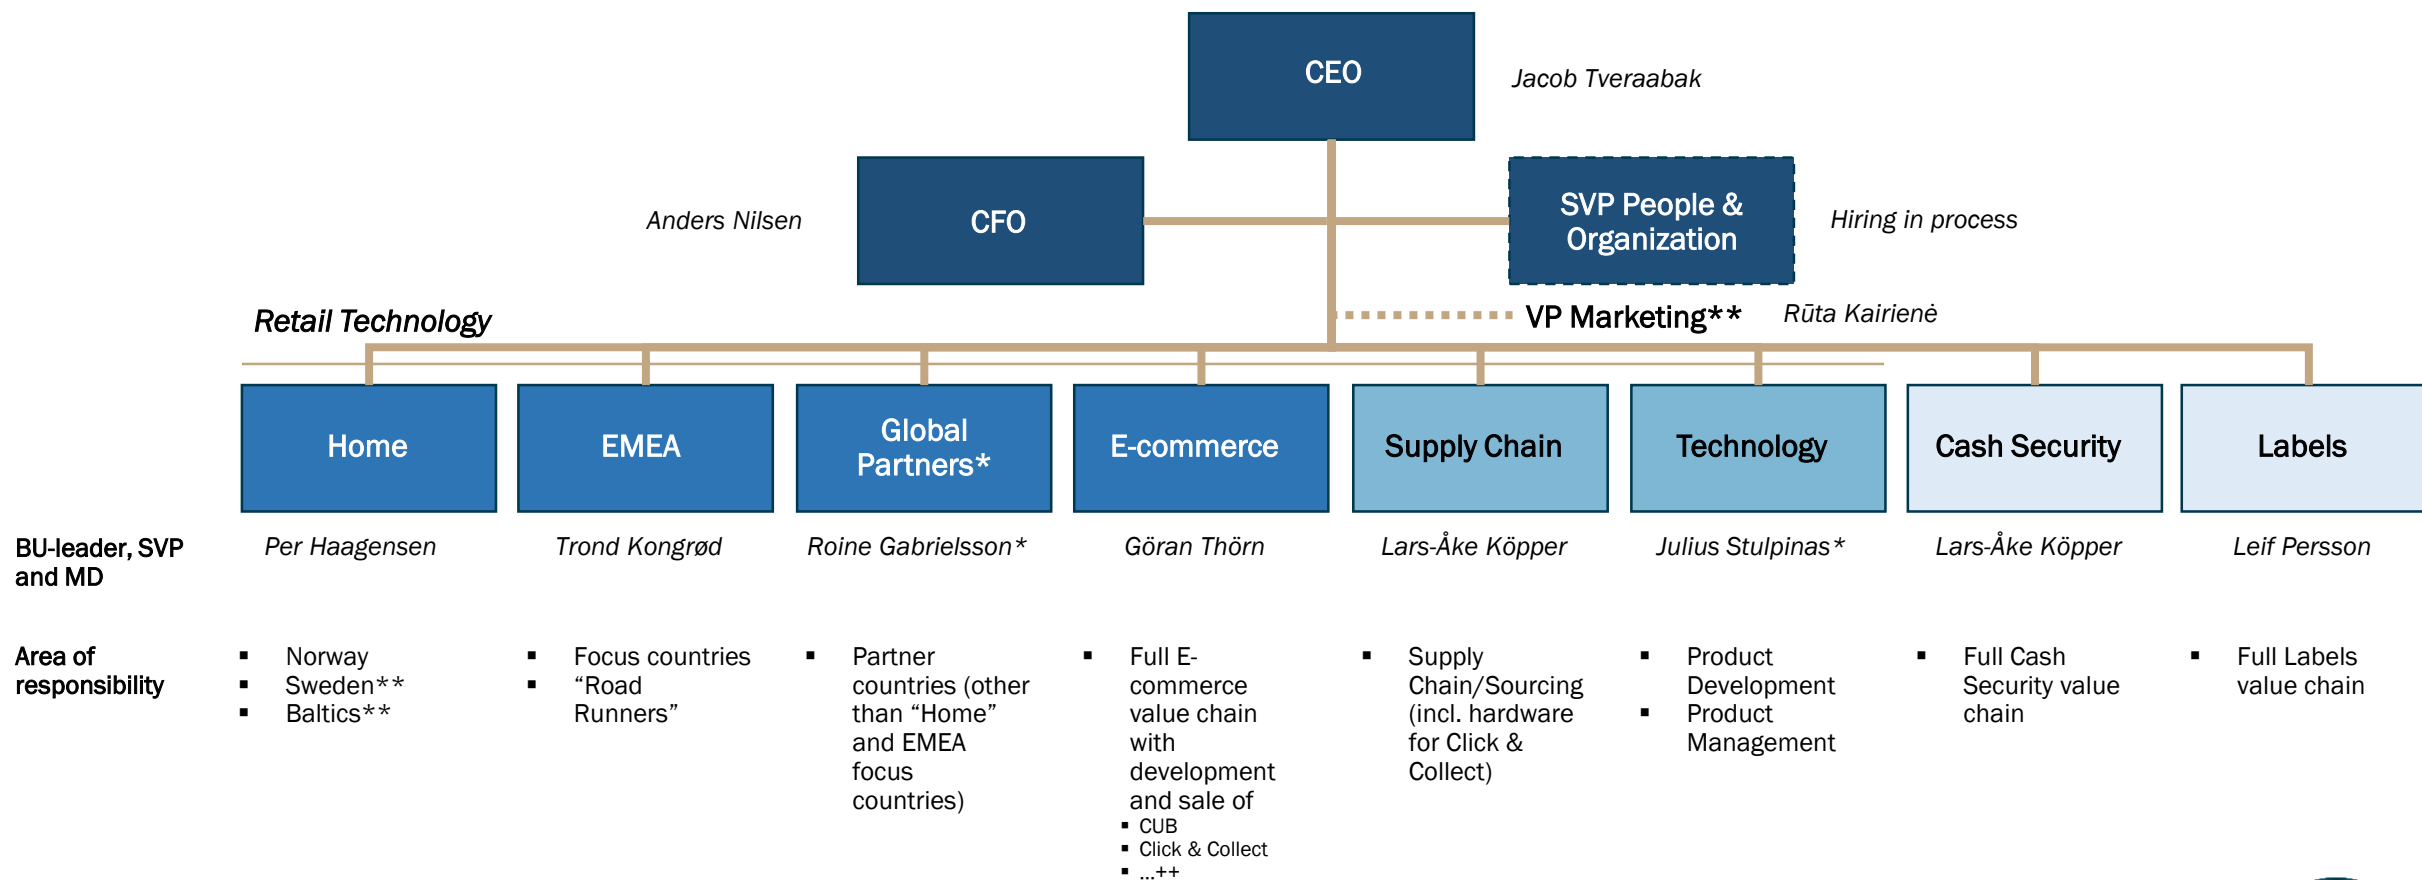 CEO
Jacob Tveraabak
Anders Nilsen
CFO
SVP People &
Organization
Hiring in process
Retail Technology
VP Marketing**
Rūta Kairienė
Home
EMEA
Global
Partners*
E-commerce
Supply Chain
Technology
Cash Security
Labels
BU-leader, SVP
and MD
Per Haagensen
Trond Kongrød
Roine Gabrielsson*
Göran Thörn
Lars-Åke Köpper
Julius Stulpinas*
Lars-Åke Köpper
Leif Persson
Area of
responsibility
▪ Norway
▪ Sweden**
▪ Baltics**
▪ Focus countries
▪ “Road
Runners”
▪ Partner
countries (other
than “Home”
and EMEA
focus
countries)
▪ Full E-
commerce
value chain
with
development
and sale of
▪ CUB
▪ Click & Collect
▪ ...++
▪ Supply
Chain/Sourcing
(incl. hardware
for Click &
Collect)
▪ Product
Development
▪ Product
Management
▪ Full Cash
Security value
chain
▪ Full Labels
value chain